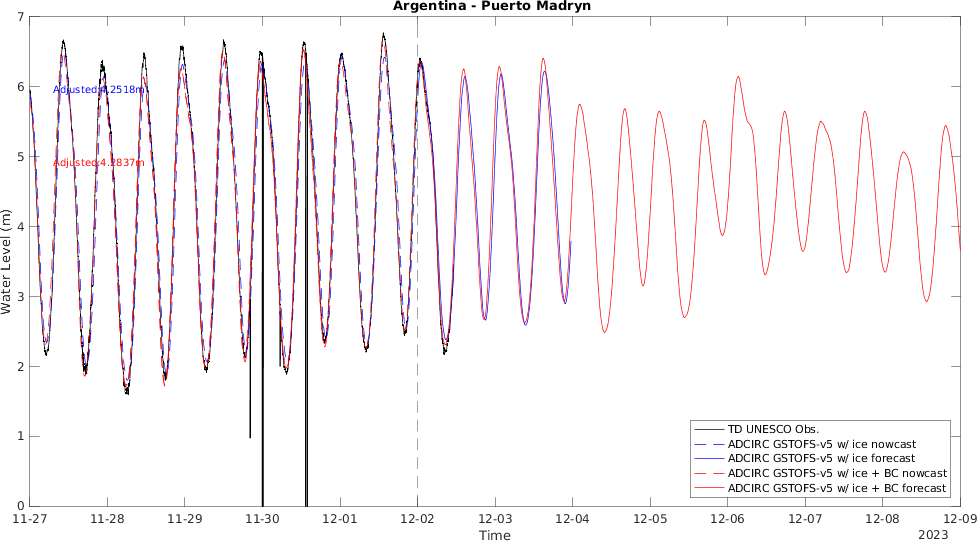 Argentina - Puerto Madryn
7
6
5
4
3
2
1
0
Water Level (m)
Adjusted:4.2518m
Adjusted:4.2837m
TD UNESCO Obs.
ADCIRC GSTOFS-v5 w/ ice nowcast
ADCIRC GSTOFS-v5 w/ ice forecast
ADCIRC GSTOFS-v5 w/ ice + BC nowcast
ADCIRC GSTOFS-v5 w/ ice + BC forecast
11-27 11-28 11-29 11-30 12-01 12-02 12-03 12-04 12-05 12-06 12-07 12-08 12-09
Time
2023